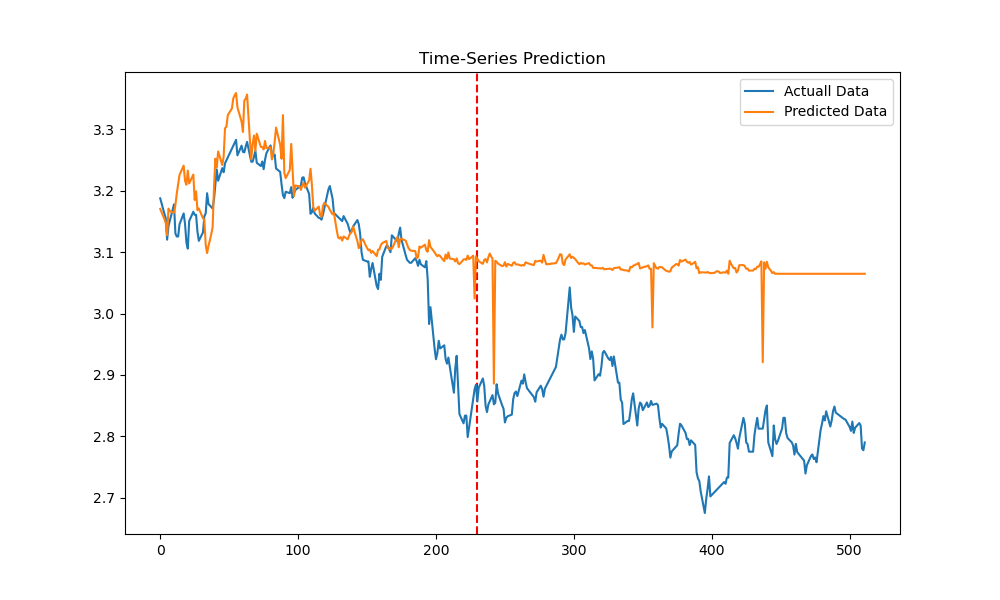 Time-Series Prediction
Actuall Data
Predicted Data
3.3
3.2
3.1
3.0
2.9
2.8
2.7
0 100 200 300 400 500